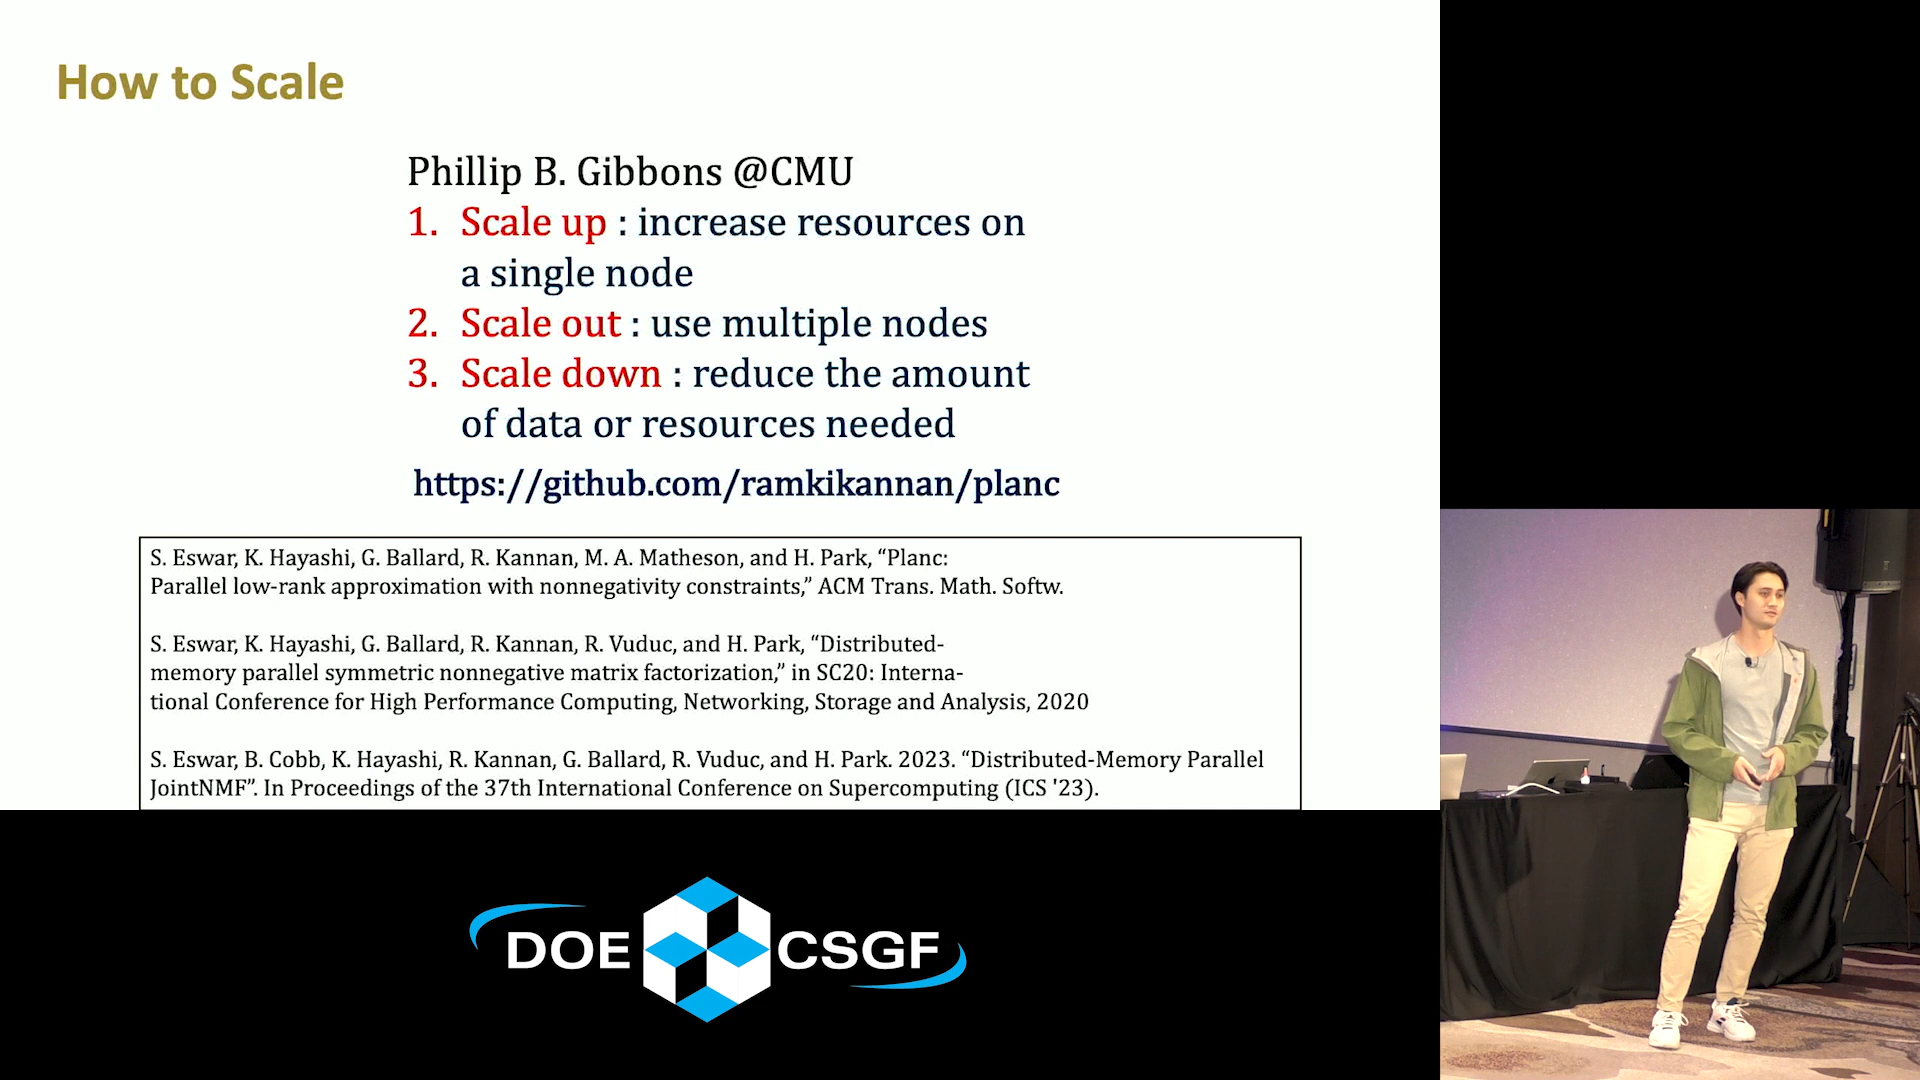 How to Scale
Phillip B. Gibbons @CMU
1. Scale up : increase resources on
a single node
2. Scale out : use multiple nodes
3. Scale down : reduce the amount
of data or resources needed
https://github.com/ramkikannan/planc
S. Eswar, K. Hayashi, G. Ballard, R. Kannan, M. A. Matheson, and H. Park, “Planc:
Parallel low-rank approximation with nonnegativity constraints,” ACM Trans. Math. Softw.
S. Eswar, K. Hayashi, G. Ballard, R. Kannan, R. Vuduc, and H. Park, “Distributed-
memory parallel symmetric nonnegative matrix factorization,” in SC20: Interna-
tional Conference for High Performance Computing, Networking, Storage and Analysis, 2020
S. Eswar, B. Cobb, K. Hayashi, R. Kannan, G. Ballard, R. Vuduc, and H. Park. 2023. “Distributed-Memory Parallel
JointNMF”. In Proceedings of the 37th International Conference on Supercomputing (ICS '23).
DOE CSGF